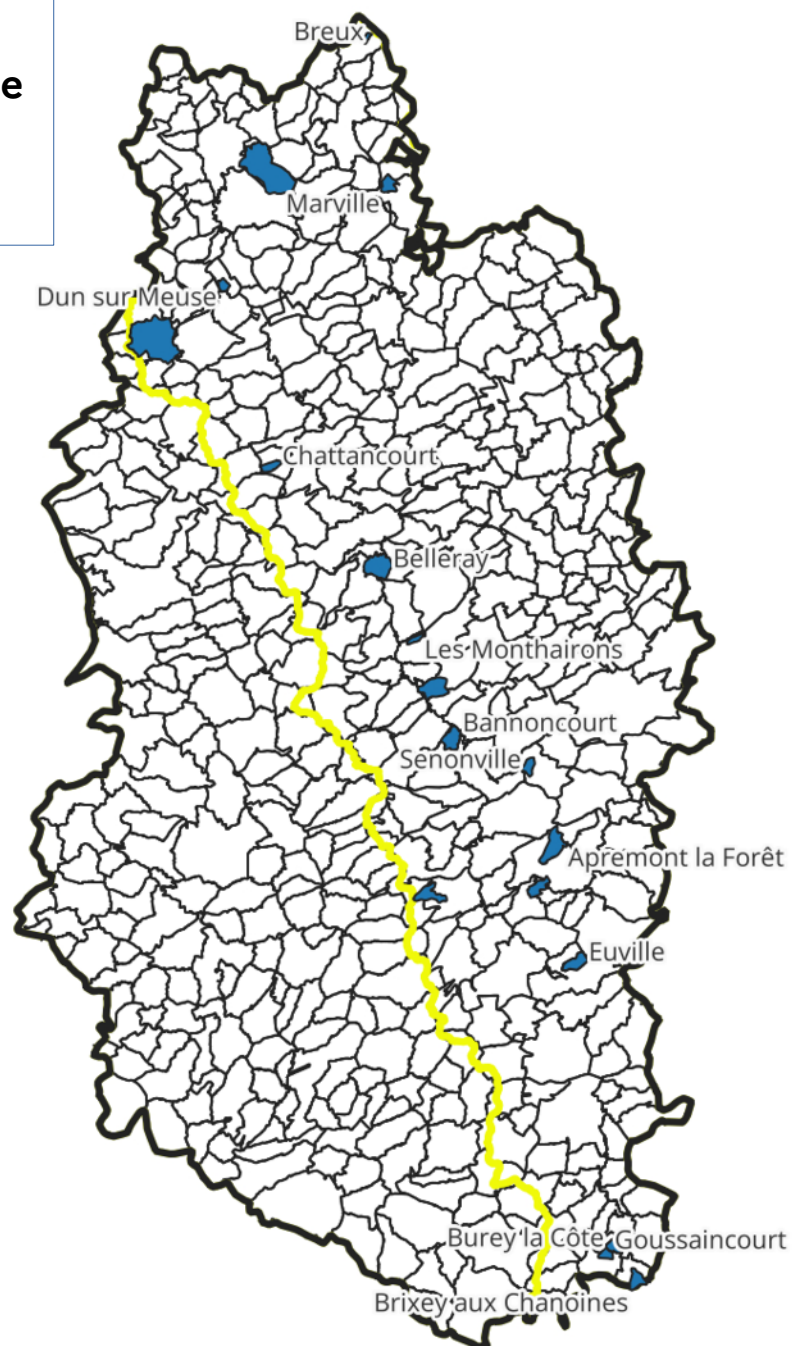 Breux
e
Marville
Dun sur Meuse
Chattancourt
Belleray
Les Monthairons
Bannoncourt
Senonville
Apremont la Forêt
Euville
Burey la Côte
Goussaincourt
Brixey aux Chanoines